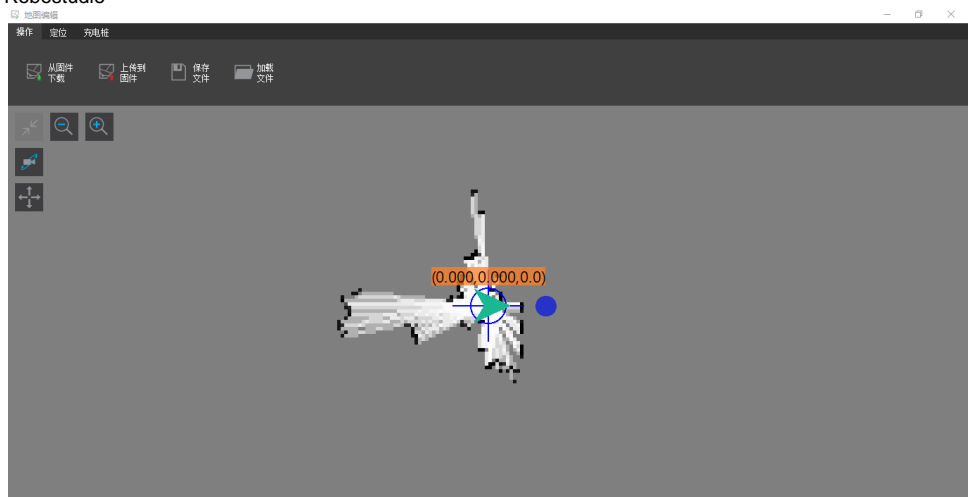 Robostudio
地图编辑
操作 定位 充电桩
从固件下载 上传到固件 保存文件 加载文件
(0.000,0.000,0.0)